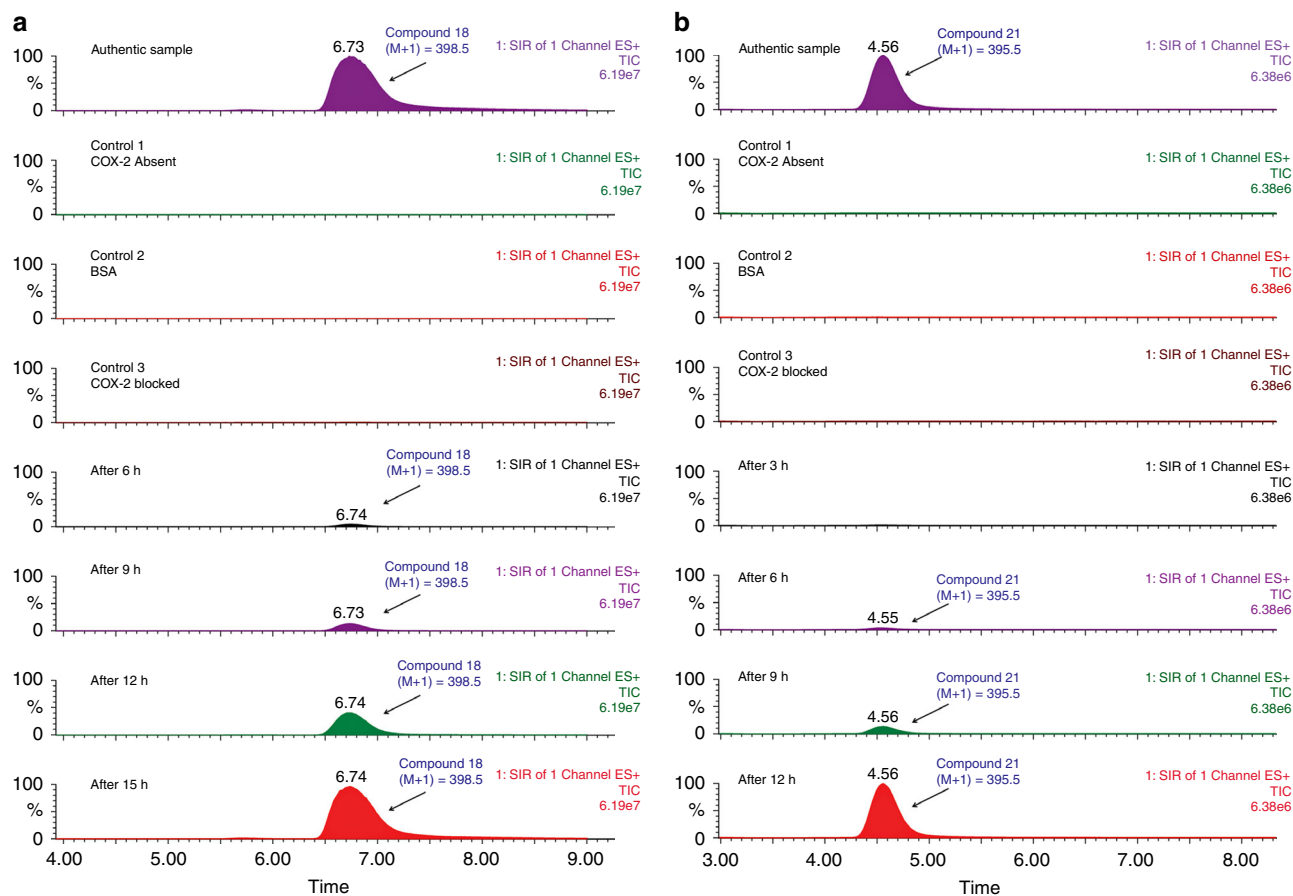 a
Authentic sample
6.73
Compound 18
(M+1) = 398.5
1: SIR of 1 Channel ES+
TIC
6.19e7
100
%
0
Control 1
COX-2 Absent
1: SIR of 1 Channel ES+
TIC
6.19e7
100
%
0
Control 2
BSA
1: SIR of 1 Channel ES+
TIC
6.19e7
100
%
0
Control 3
COX-2 blocked
1: SIR of 1 Channel ES+
TIC
6.19e7
100
%
0
After 6 h
Compound 18
(M+1) = 398.5
6.74
1: SIR of 1 Channel ES+
TIC
6.19e7
100
%
0
After 9 h
Compound 18
(M+1) = 398.5
6.73
1: SIR of 1 Channel ES+
TIC
6.19e7
100
%
0
After 12 h
Compound 18
(M+1) = 398.5
6.74
1: SIR of 1 Channel ES+
TIC
6.19e7
100
%
0
After 15 h
Compound 18
(M+1) = 398.5
6.74
1: SIR of 1 Channel ES+
TIC
6.19e7
100
%
0
4.00 5.00 6.00 7.00 8.00 9.00
Time
b
Authentic sample
4.56
Compound 21
(M+1) = 395.5
1: SIR of 1 Channel ES+
TIC
6.38e6
100
%
0
Control 1
COX-2 Absent
1: SIR of 1 Channel ES+
TIC
6.38e6
100
%
0
Control 2
BSA
1: SIR of 1 Channel ES+
TIC
6.38e6
100
%
0
Control 3
COX-2 blocked
1: SIR of 1 Channel ES+
TIC
6.38e6
100
%
0
After 3 h
1: SIR of 1 Channel ES+
TIC
6.38e6
100
%
0
After 6 h
Compound 21
(M+1) = 395.5
4.55
1: SIR of 1 Channel ES+
TIC
6.38e6
100
%
0
After 9 h
Compound 21
(M+1) = 395.5
4.56
1: SIR of 1 Channel ES+
TIC
6.38e6
100
%
0
After 12 h
Compound 21
(M+1) = 395.5
4.56
1: SIR of 1 Channel ES+
TIC
6.38e6
100
%
0
3.00 4.00 5.00 6.00 7.00 8.00
Time